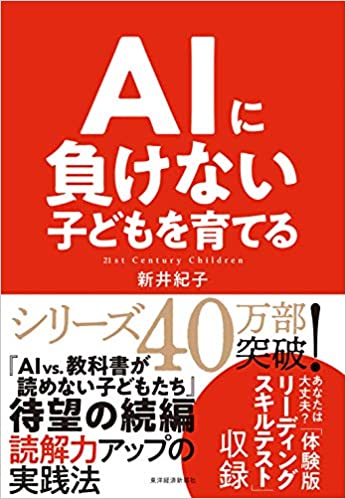 AIに
負けない
子どもを育てる
21st Century Children
新井紀子
シリーズ40万部突破!
『AI vs. 教科書が
読めない子どもたち』
待望の続編
読解力アップの
実践法
あなたは
大丈夫?
「体験版
リーディング
スキルテスト」
収録
東洋経済新報社